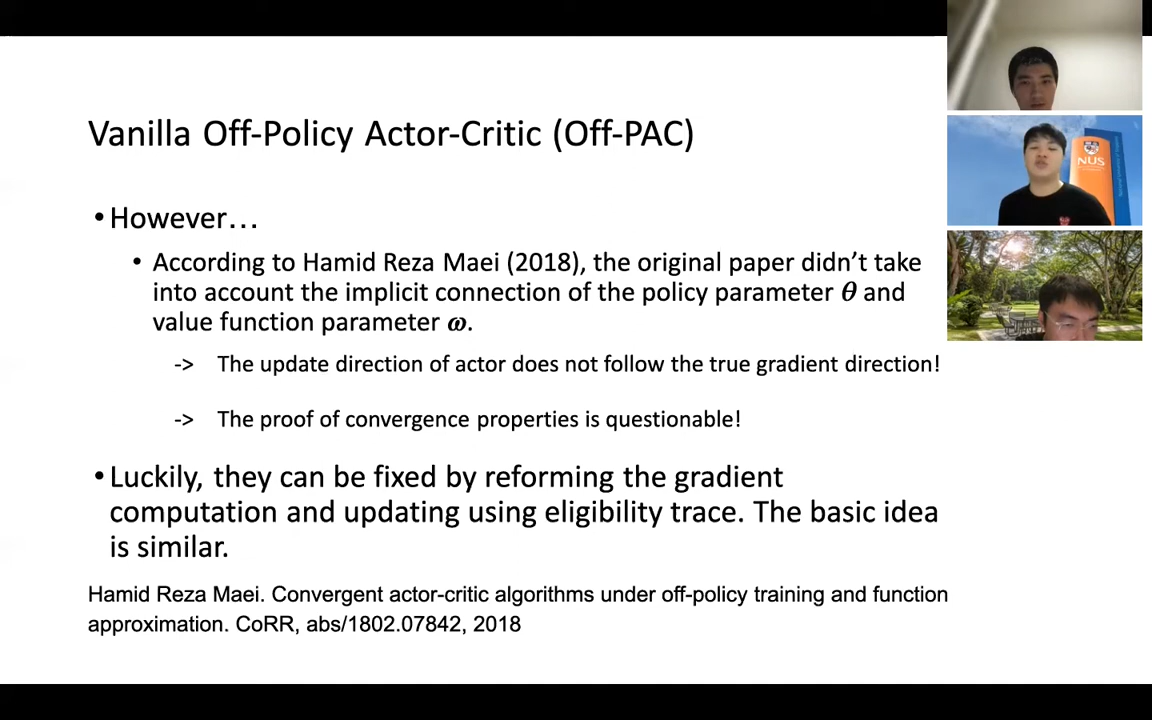 Vanilla Off-Policy Actor-Critic (Off-PAC)
•However…
• According to Hamid Reza Maei (2018), the original paper didn’t take
into account the implicit connection of the policy parameter θ and
value function parameter ω.
-> The update direction of actor does not follow the true gradient direction!
-> The proof of convergence properties is questionable!
•Luckily, they can be fixed by reforming the gradient
computation and updating using eligibility trace. The basic idea
is similar.
Hamid Reza Maei. Convergent actor-critic algorithms under off-policy training and function
approximation. CoRR, abs/1802.07842, 2018
NUS